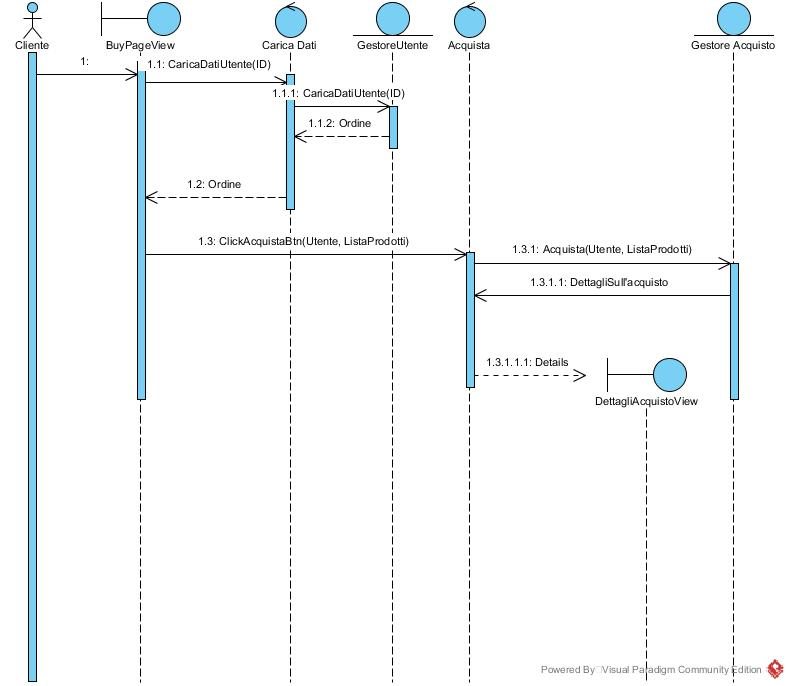 Cliente
BuyPageView
Carica Dati
GestoreUtente
Acquista
Gestore Acquisto
1:
1.1: CaricaDatiUtente(ID)
1.1.1: CaricaDatiUtente(ID)
1.1.2: Ordine
1.2: Ordine
1.3: ClickAcquistaBtn(Utente, ListaProdotti)
1.3.1: Acquista(Utente, ListaProdotti)
1.3.1.1: DettagliSull'acquisto
1.3.1.1.1: Details
DettagliAcquistoView
Powered By Visual Paradigm Community Edition